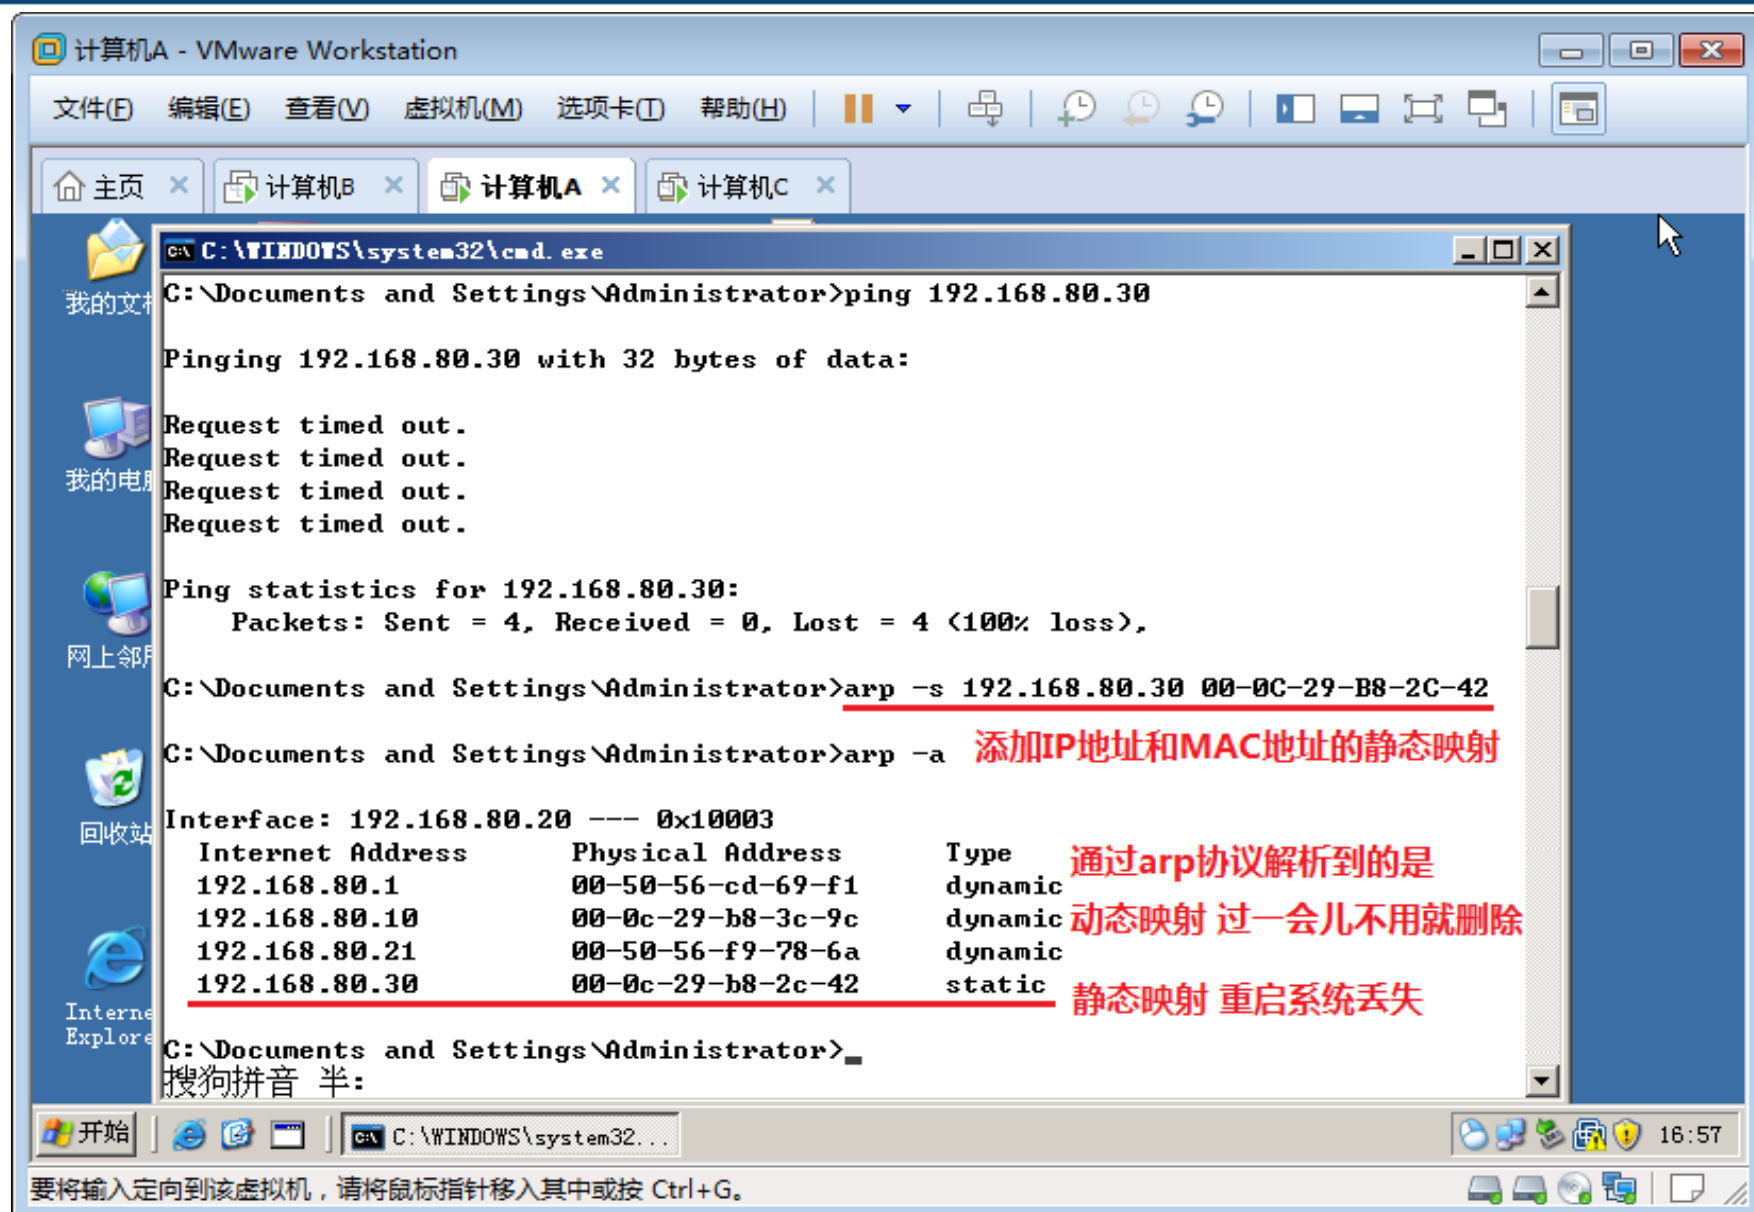 计算机A - VMware Workstation
文件(F) 编辑(E) 查看(V) 虚拟机(M) 选项卡(T) 帮助(H)
主页 计算机B 计算机A 计算机C
C:\WINDOWS\system32\cmd.exe
我的文
我的电
网上邻
回收站
Interne
Explore
C:\Documents and Settings\Administrator>ping 192.168.80.30
Pinging 192.168.80.30 with 32 bytes of data:
Request timed out.
Request timed out.
Request timed out.
Request timed out.
Ping statistics for 192.168.80.30:
Packets: Sent = 4, Received = 0, Lost = 4 (100% loss),
C:\Documents and Settings\Administrator>arp -s 192.168.80.30 00-0C-29-B8-2C-42
添加IP地址和MAC地址的静态映射
C:\Documents and Settings\Administrator>arp -a
Interface: 192.168.80.20 --- 0x10003
Internet Address Physical Address Type
192.168.80.1 00-50-56-cd-69-f1 dynamic
192.168.80.10 00-0c-29-b8-3c-9c dynamic
192.168.80.21 00-50-56-f9-78-6a dynamic
192.168.80.30 00-0c-29-b8-2c-42 static
通过arp协议解析到的是
动态映射 过一会儿不用就删除
静态映射 重启系统丢失
C:\Documents and Settings\Administrator>_
搜狗拼音 半:
开始 C:\WINDOWS\system32... 16:57
要将输入定向到该虚拟机，请将鼠标指针移入其中或按 Ctrl+G。